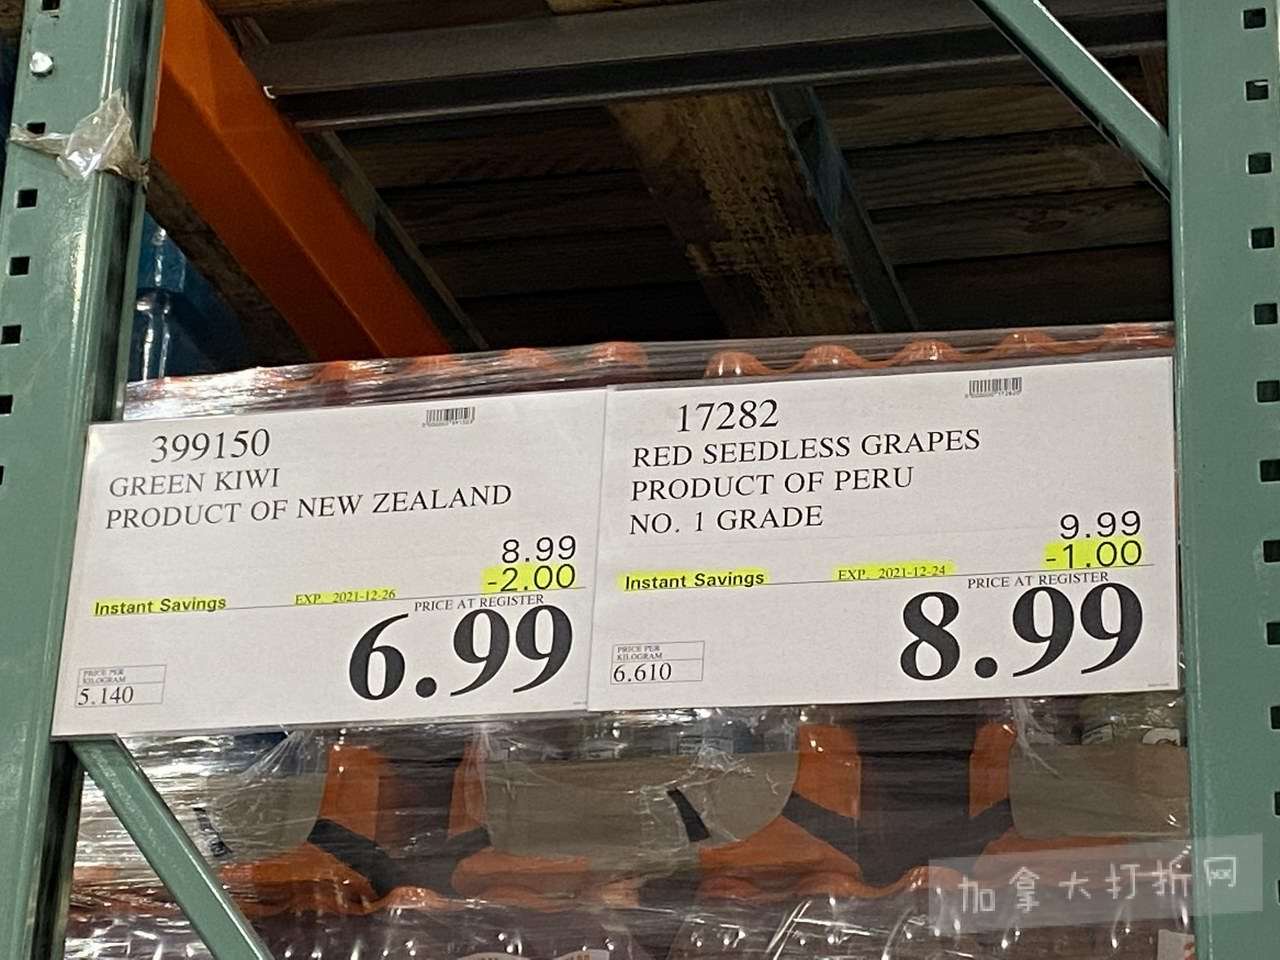 399150
GREEN KIWI
PRODUCT OF NEW ZEALAND
8.99
-2.00
Instant Savings EXP. 2021-12-26
PRICE AT REGISTER
6.99
PRICE PER
KILOGRAM
5.140
17282
RED SEEDLESS GRAPES
PRODUCT OF PERU
NO. 1 GRADE
9.99
-1.00
Instant Savings EXP. 2021-12-24
PRICE AT REGISTER
8.99
PRICE PER
KILOGRAM
6.610
加拿大打折网